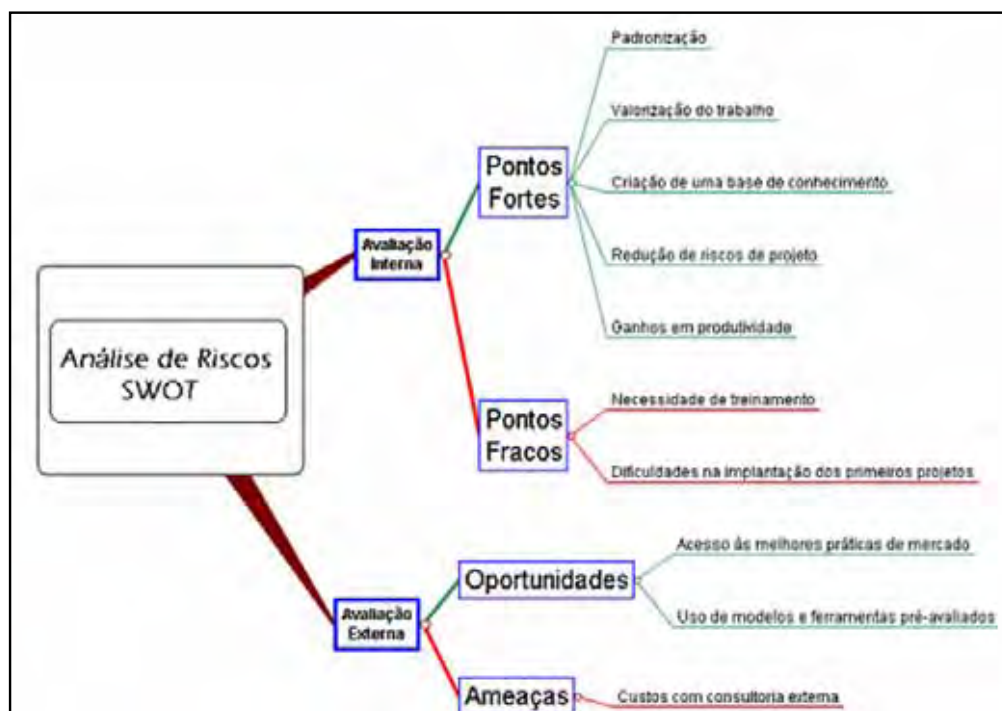 Análise de Riscos
SWOT
Avaliação
Interna
Pontos
Fortes
Padronização
Valorização do trabalho
Criação de uma base de conhecimento
Redução de riscos de projeto
Ganhos em produtividade
Pontos
Fracos
Necessidade de treinamento
Dificuldades na implantação dos primeiros projetos
Avaliação
Externa
Oportunidades
Acesso às melhores práticas de mercado
Uso de modelos e ferramentas pré-avaliados
Ameaças
Custos com consultoria externa